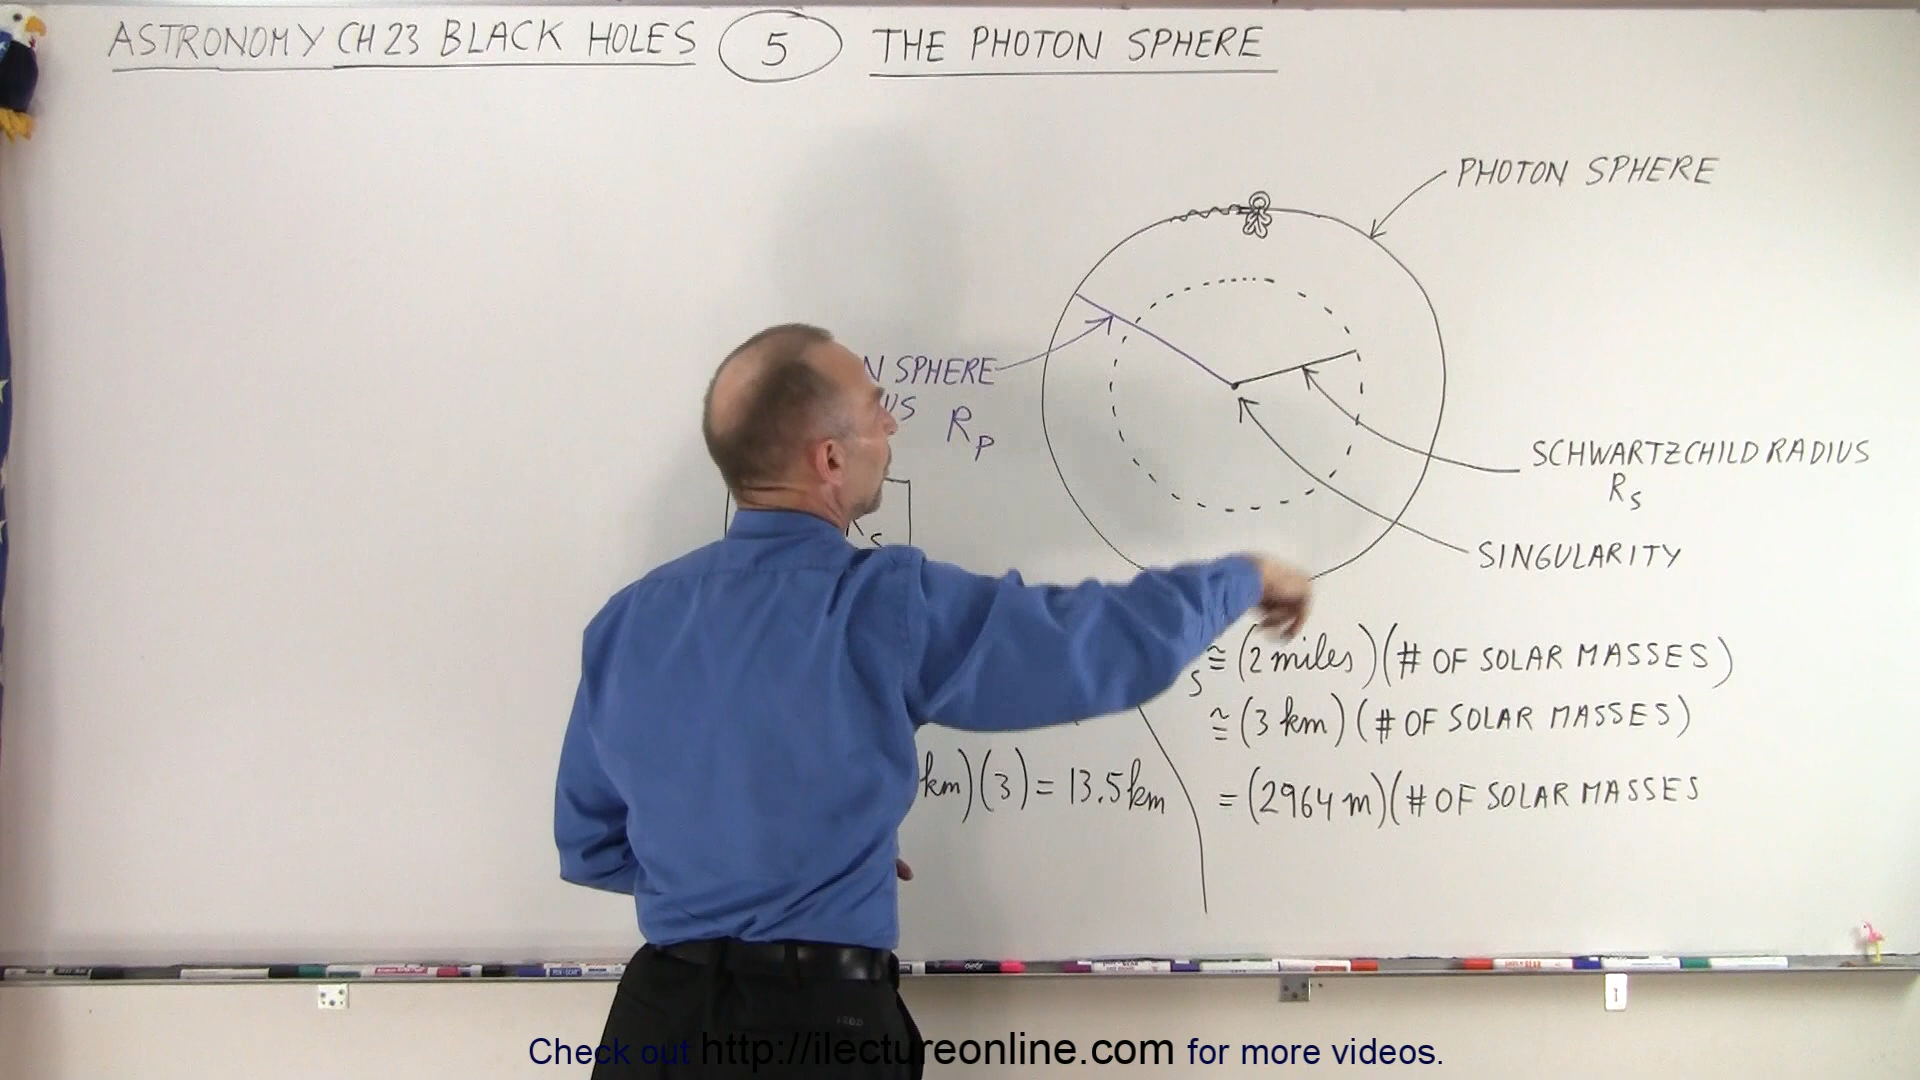 ASTRONOMY CH 23 BLACK HOLES 5 THE PHOTON SPHERE
PHOTON SPHERE
N SPHERE
US Rp
SCHWARTZCHILD RADIUS
RS
S
SINGULARITY
S ≅ (2 miles)(# OF SOLAR MASSES)
≅ (3 km)(# OF SOLAR MASSES)
km)(3) = 13.5 km
= (2964 m)(# OF SOLAR MASSES
Check out http://ilectureonline.com for more videos.